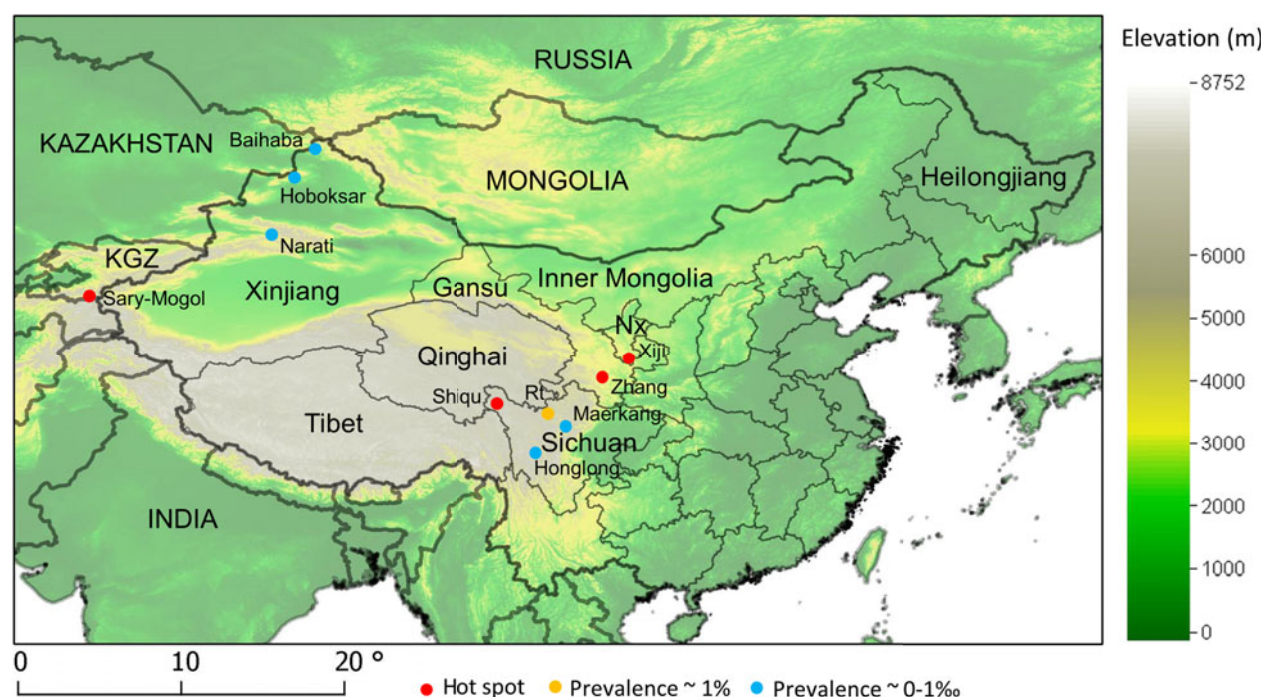 Elevation (m)
RUSSIA
8752
KAZAKHSTAN
Baihaba
MONGOLIA
Heilongjiang
Hoboksar
Narati
KGZ
6000
Inner Mongolia
Xinjiang
Gansu
Sary-Mogol
5000
Nx
Xiji
Qinghai
4000
Zhang
Shiqu
Rt
Maerkang
Tibet
3000
Sichuan
Honglong
2000
INDIA
1000
0
0 10 20 °
Hot spot Prevalence ~ 1% Prevalence ~ 0-1‰